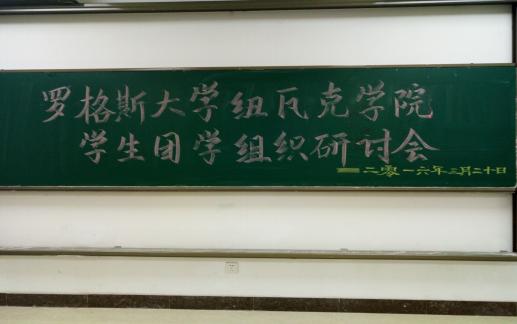 罗格斯大学纽瓦克学院
学生团学组织研讨会
——二零一六年三月二十日